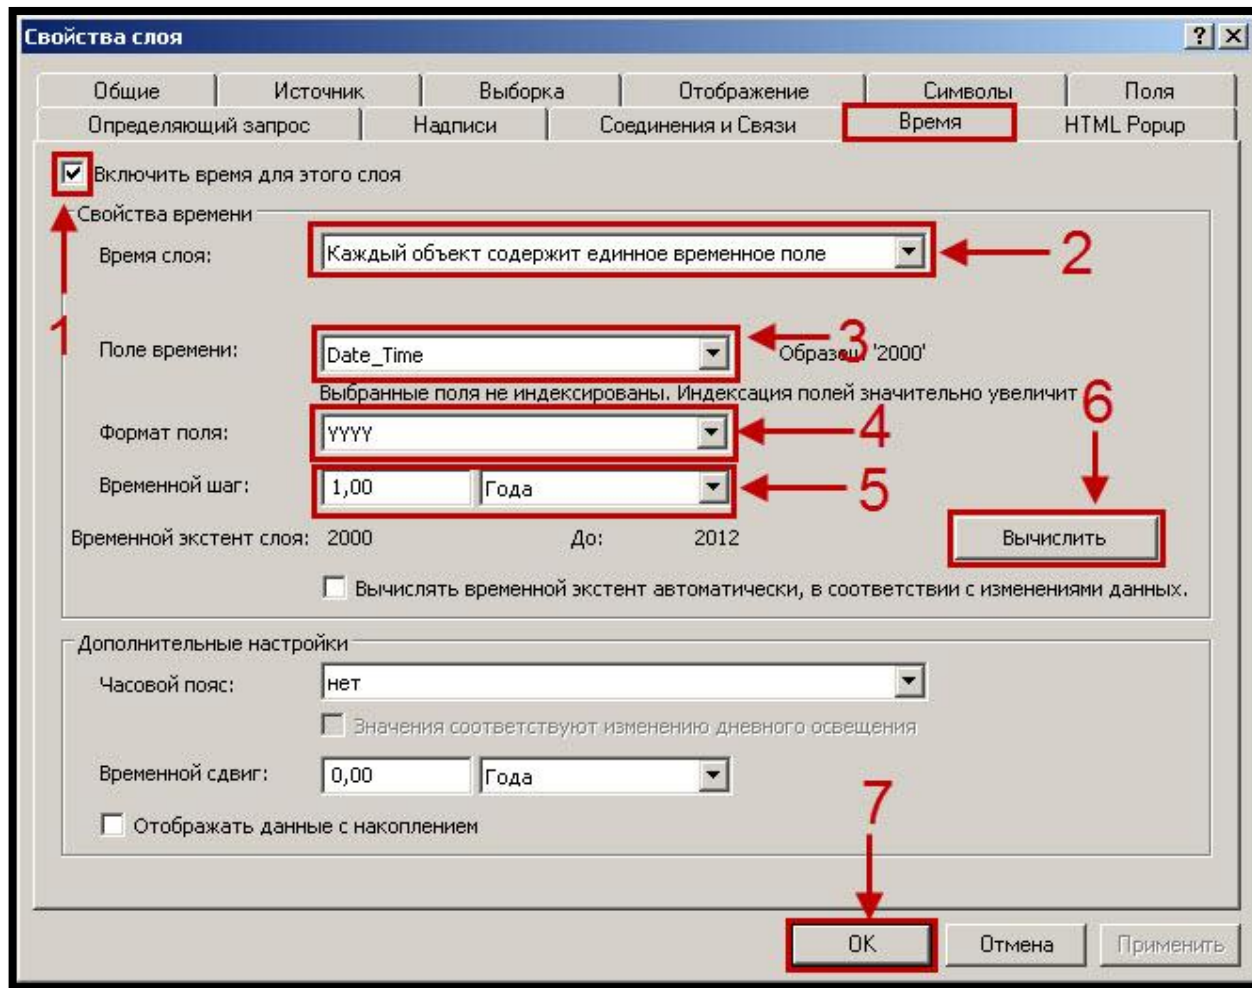 Свойства слоя
Общие Источник Выборка Отображение Символы Поля
Определяющий запрос Надписи Соединения и Связи Время HTML Popup
Включить время для этого слоя
Свойства времени
Время слоя: Каждый объект содержит единное временное поле 2
1
Поле времени: Date_Time 3 Образец: '2000'
Выбранные поля не индексированы. Индексация полей значительно увеличит
6
Формат поля: YYYY 4
Временной шаг: 1,00 Года 5
Временной экстент слоя: 2000 До: 2012 Вычислить
Вычислять временной экстент автоматически, в соответствии с изменениями данных.
Дополнительные настройки
Часовой пояс: нет
Значения соответствуют изменению дневного освещения
Временной сдвиг: 0,00 Года
7
Отображать данные с накоплением
OK Отмена Применить